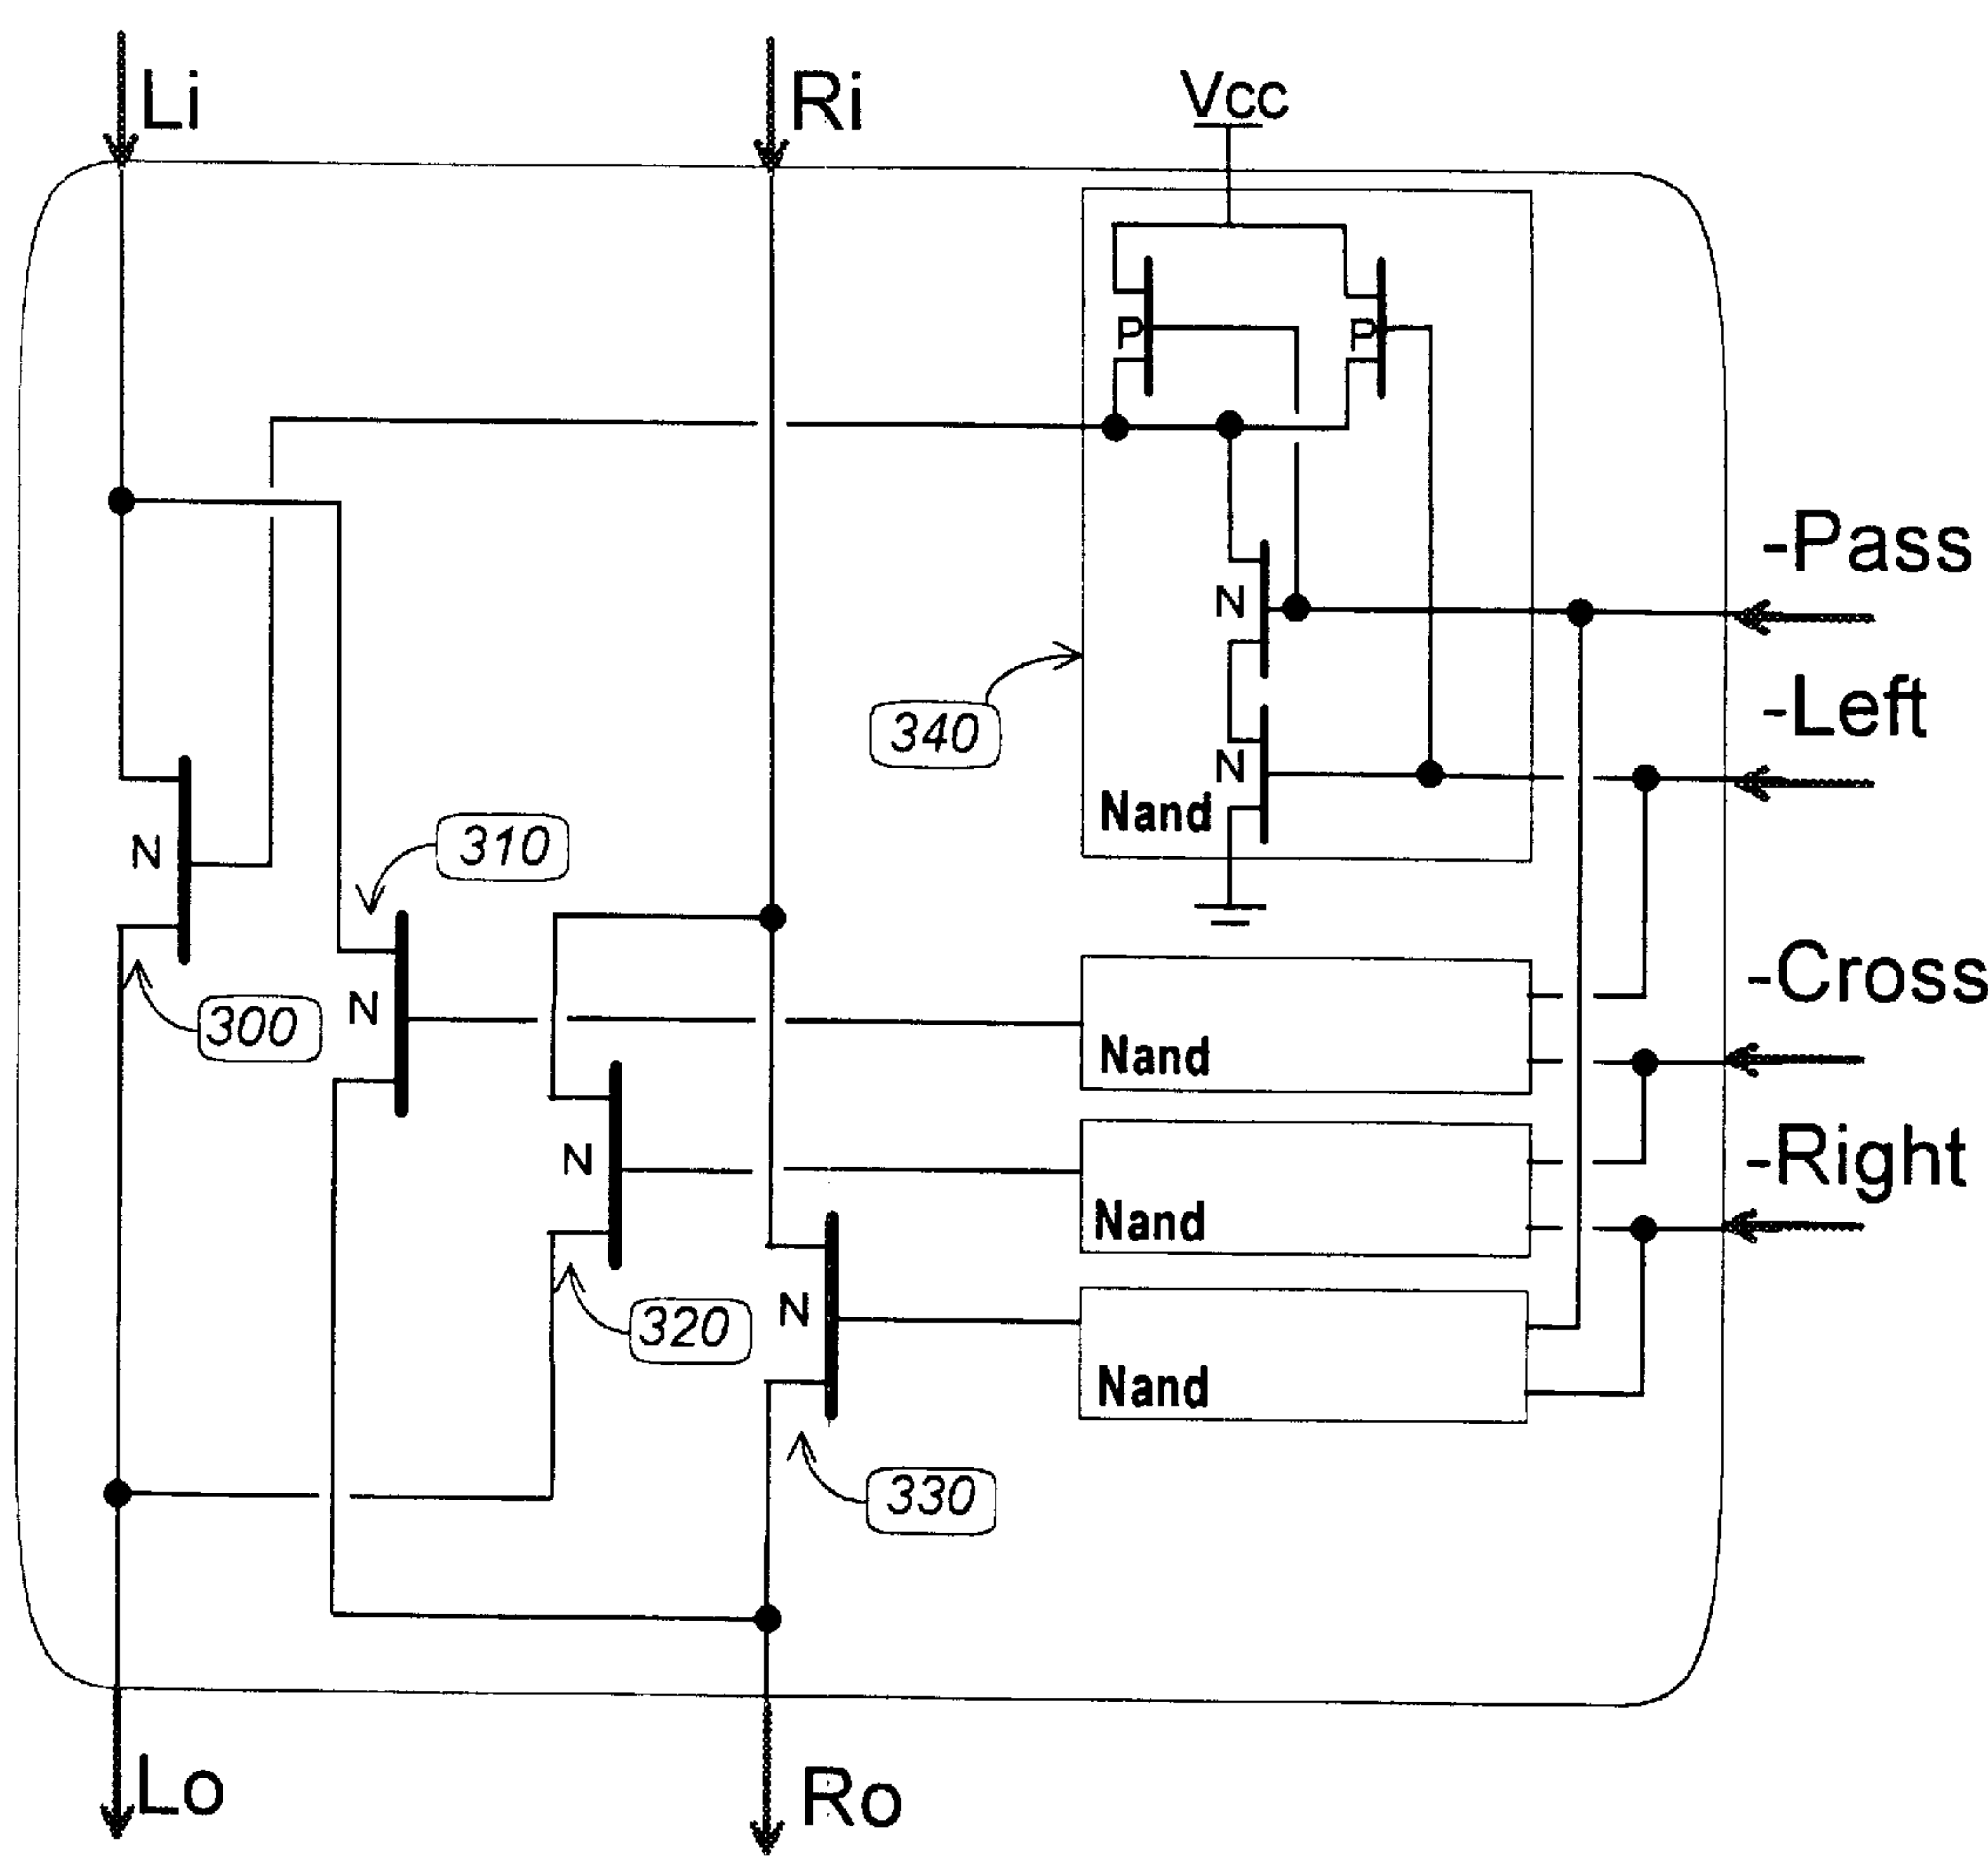 Li
Ri
Vcc
P
P
-Pass
N
340
-Left
N
Nand
310
N
-Cross
300
N
Nand
N
-Right
320
N
Nand
330
Nand
Lo
Ro